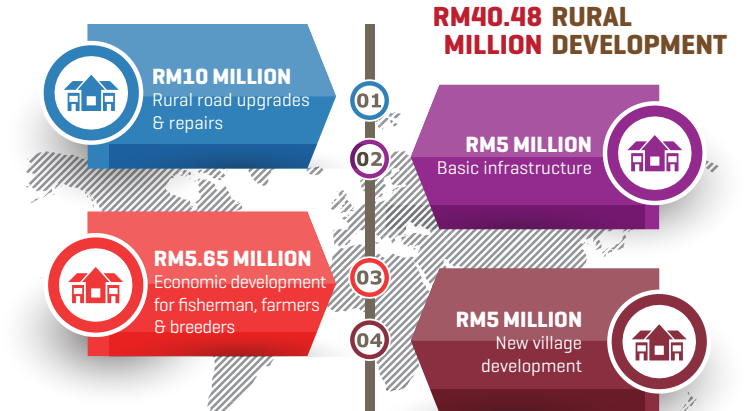 RM40.48 RURAL
MILLION DEVELOPMENT
RM10 MILLION
Rural road upgrades
& repairs
01
RM5 MILLION
Basic infrastructure
02
RM5.65 MILLION
Economic development
for fisherman, farmers
& breeders
03
RM5 MILLION
New village
development
04